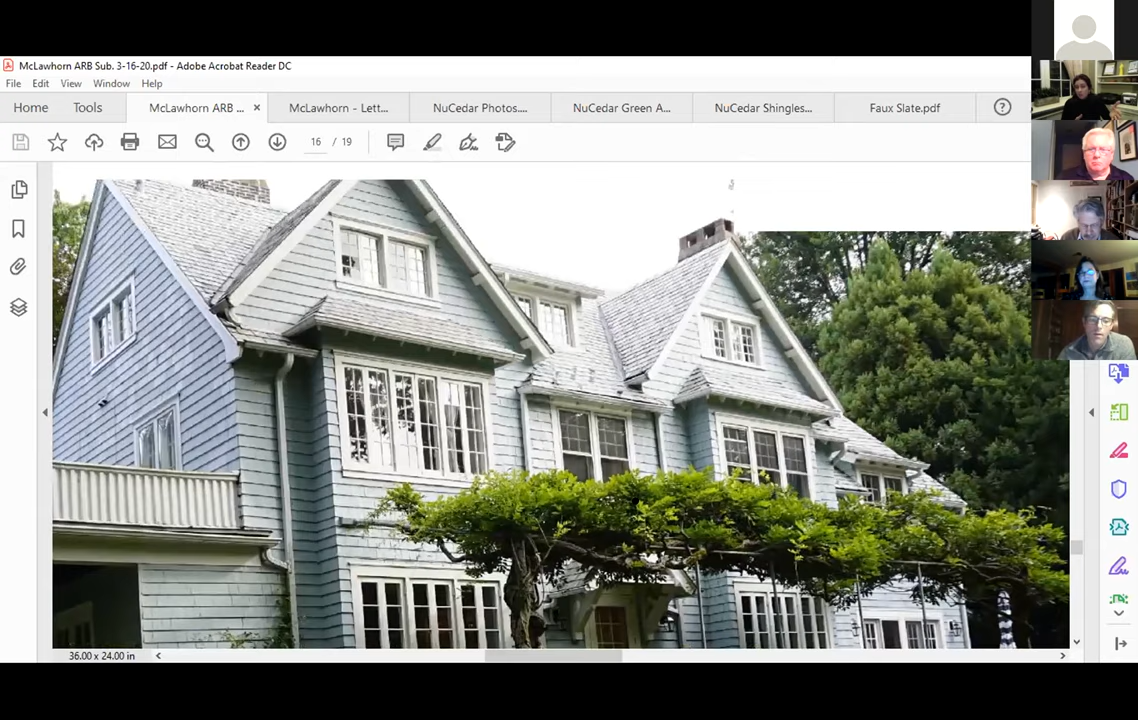 McLawhorn ARB Sub. 3-16-20.pdf - Adobe Acrobat Reader DC
File Edit View Window Help
Home Tools McLawhorn ARB ... × McLawhorn - Lett... NuCedar Photos.... NuCedar Green A... NuCedar Shingles... Faux Slate.pdf
16 / 19
36.00 x 24.00 in